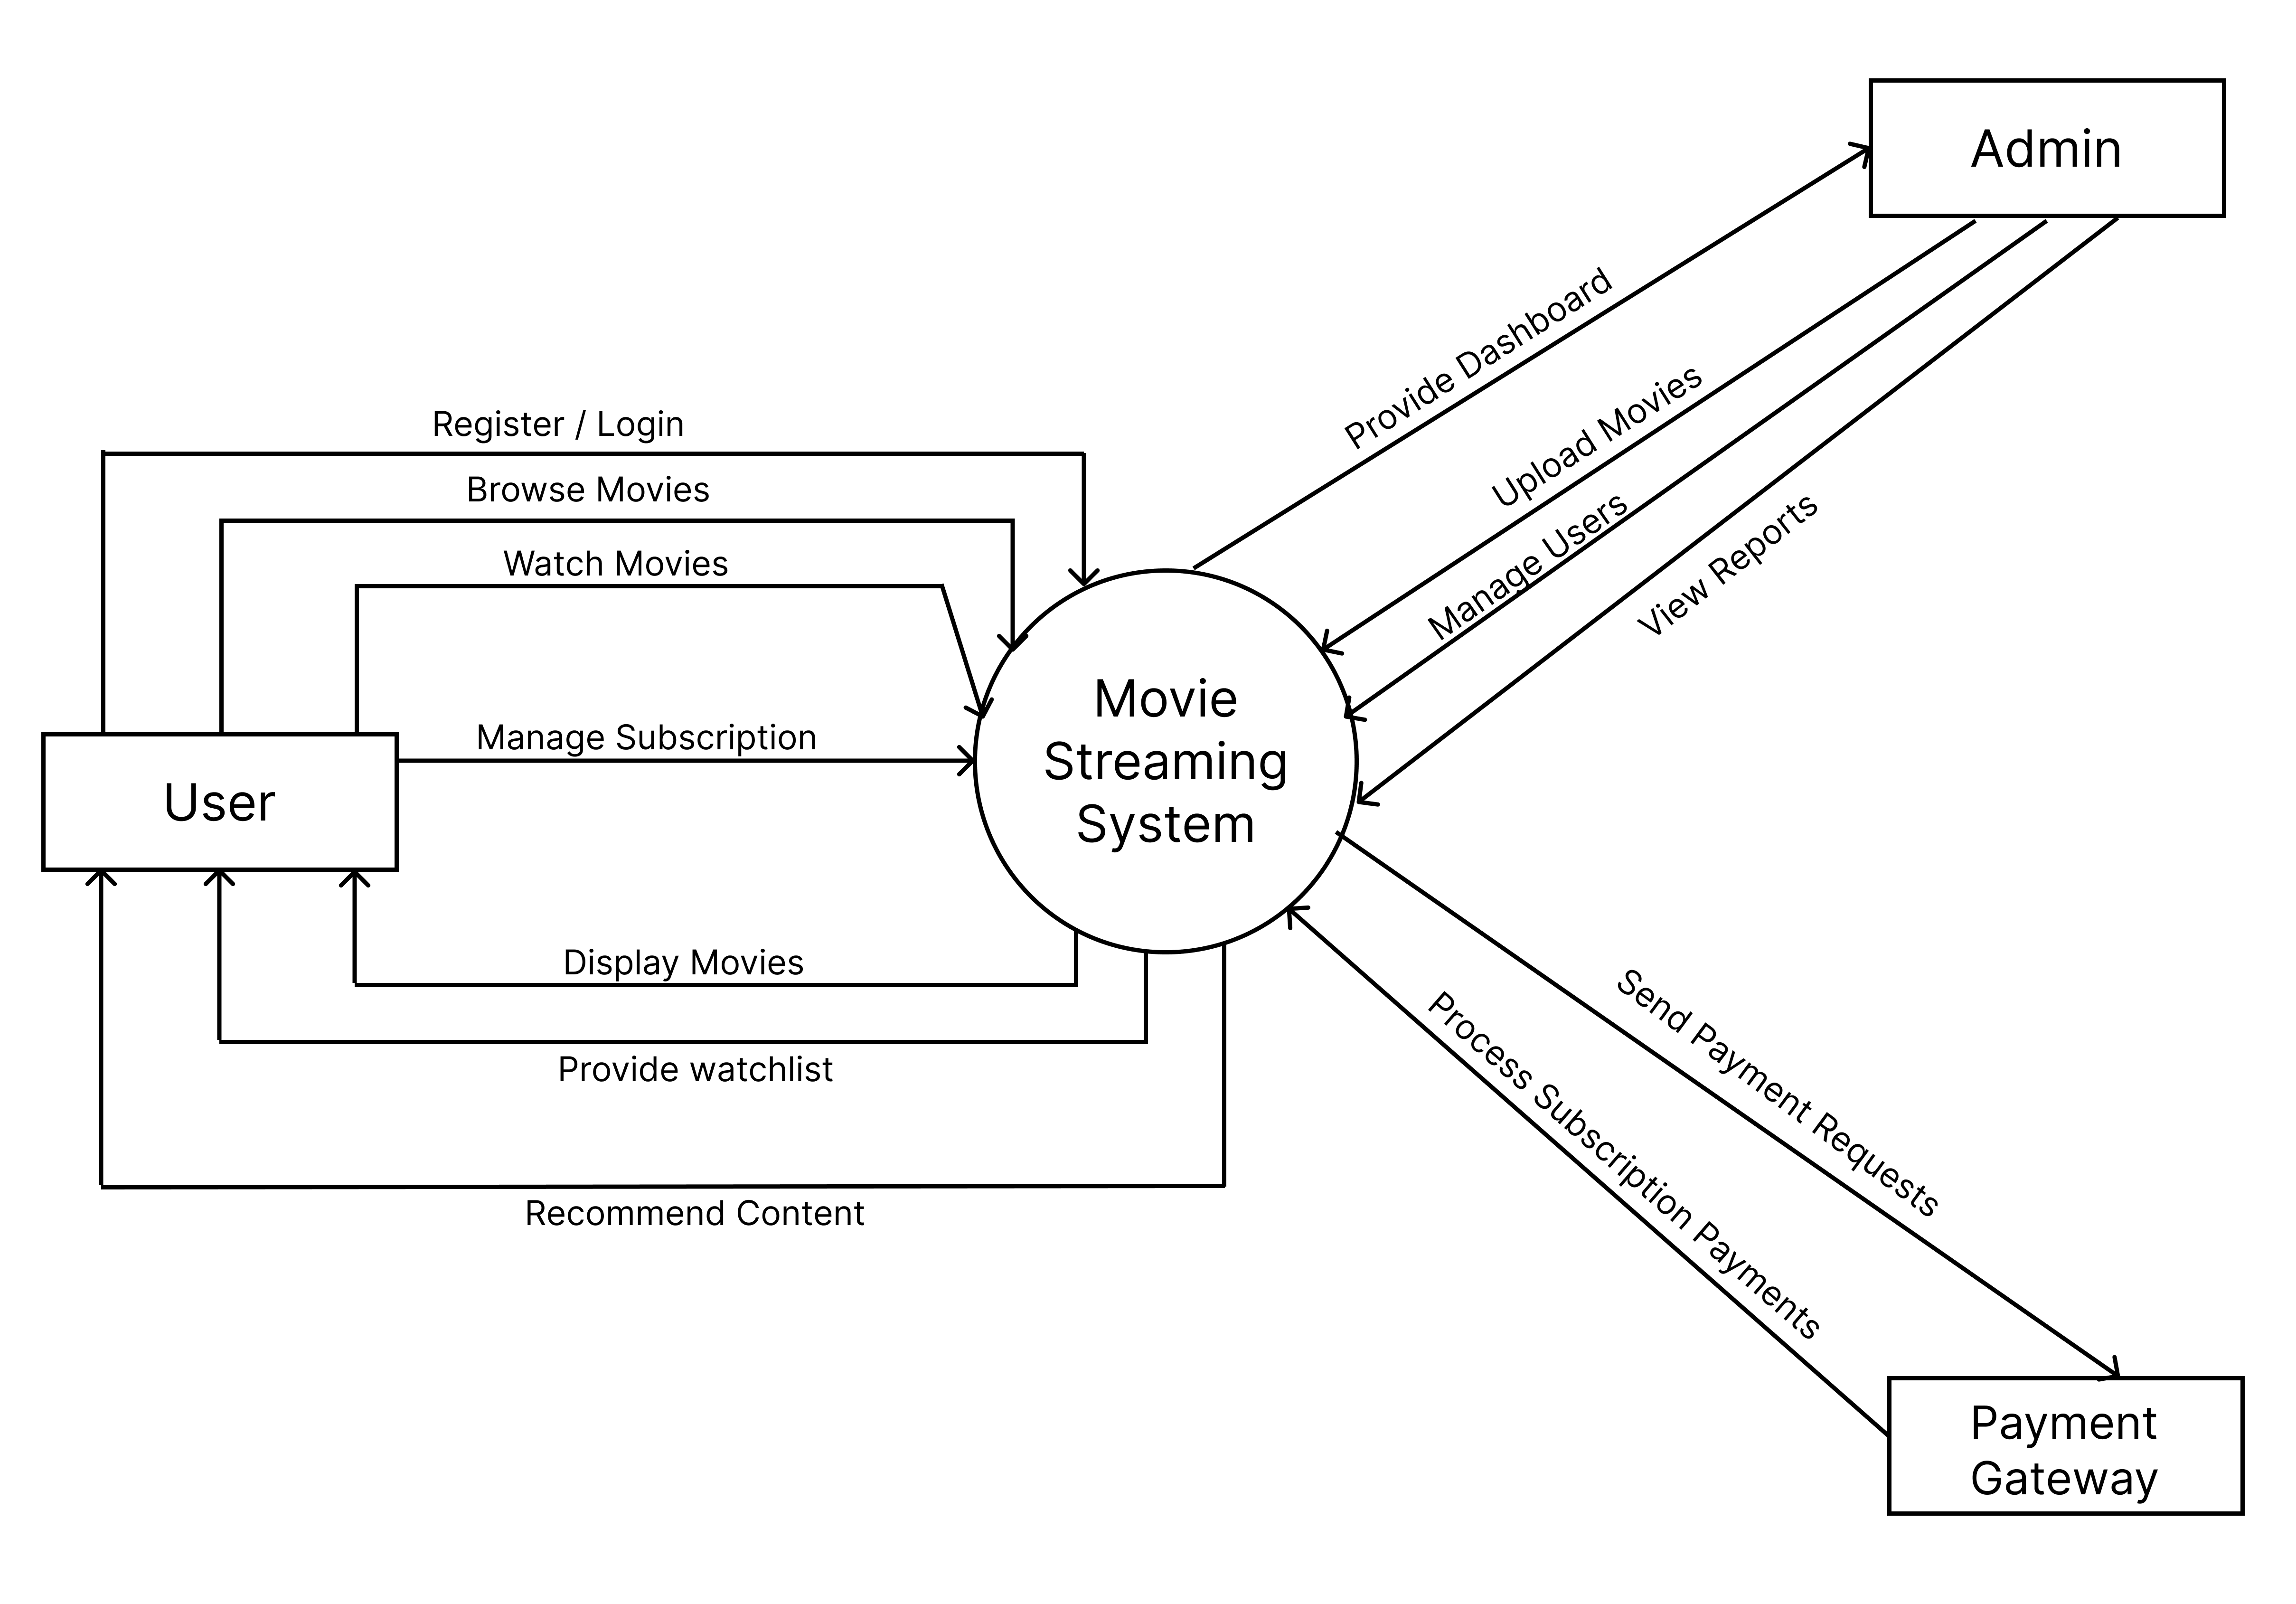 Admin
Provide Dashboard
Upload Movies
Manage Users
View Reports
Register / Login
Browse Movies
Watch Movies
Manage Subscription
User
Movie
Streaming
System
Display Movies
Provide watchlist
Recommend Content
Send Payment Requests
Process Subscription Payments
Payment
Gateway